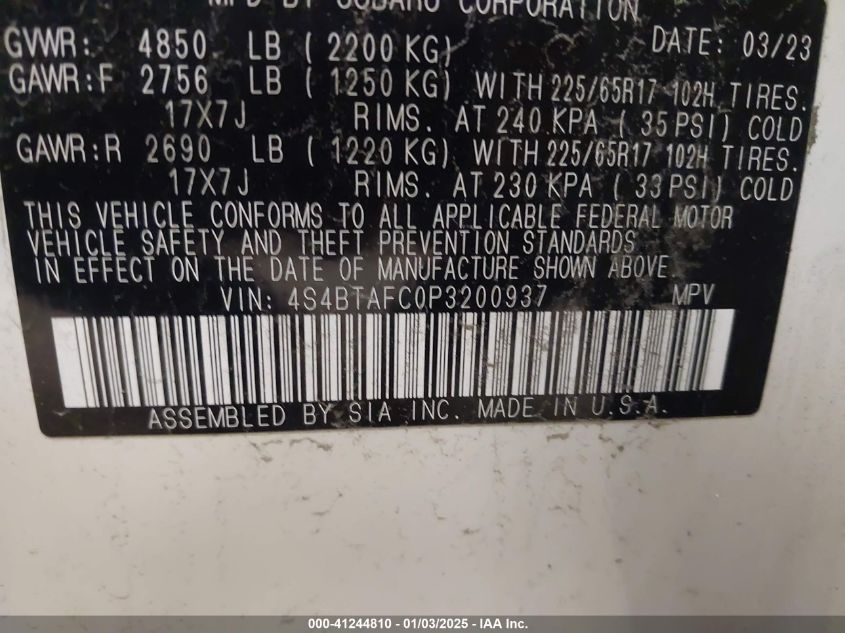 MFD BY SUBARU CORPORATION
GVWR: 4850 LB ( 2200 KG) DATE: 03/23
GAWR:F 2756 LB ( 1250 KG) WITH 225/65R17 102H TIRES.
17X7J RIMS. AT 240 KPA ( 35 PSI) COLD
GAWR:R 2690 LB ( 1220 KG) WITH 225/65R17 102H TIRES.
17X7J RIMS. AT 230 KPA ( 33 PSI) COLD
THIS VEHICLE CONFORMS TO ALL APPLICABLE FEDERAL MOTOR
VEHICLE SAFETY AND THEFT PREVENTION STANDARDS
IN EFFECT ON THE DATE OF MANUFACTURE SHOWN ABOVE.
VIN: 4S4BTAFC0P3200937 MPV
ASSEMBLED BY SIA INC. MADE IN U.S.A.
000-41244810 - 01/03/2025 - IAA Inc.